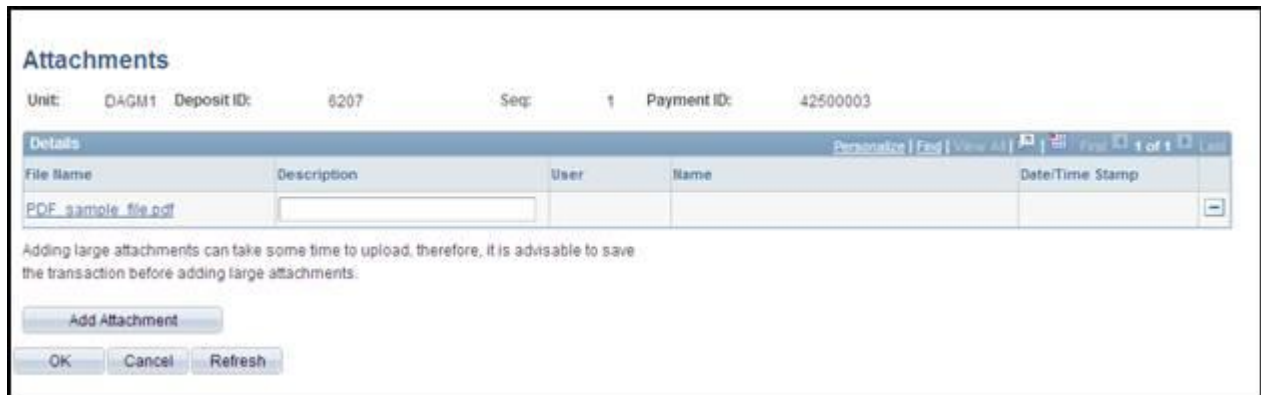 Attachments
Unit: DAGM1 Deposit ID: 6207 Seq: 1 Payment ID: 42500003
Details Personalize | Find | View All | | First 1 of 1 Last
File Name Description User Name Date/Time Stamp
PDF_sample_file.pdf
Adding large attachments can take some time to upload, therefore, it is advisable to save
the transaction before adding large attachments.
Add Attachment
OK Cancel Refresh